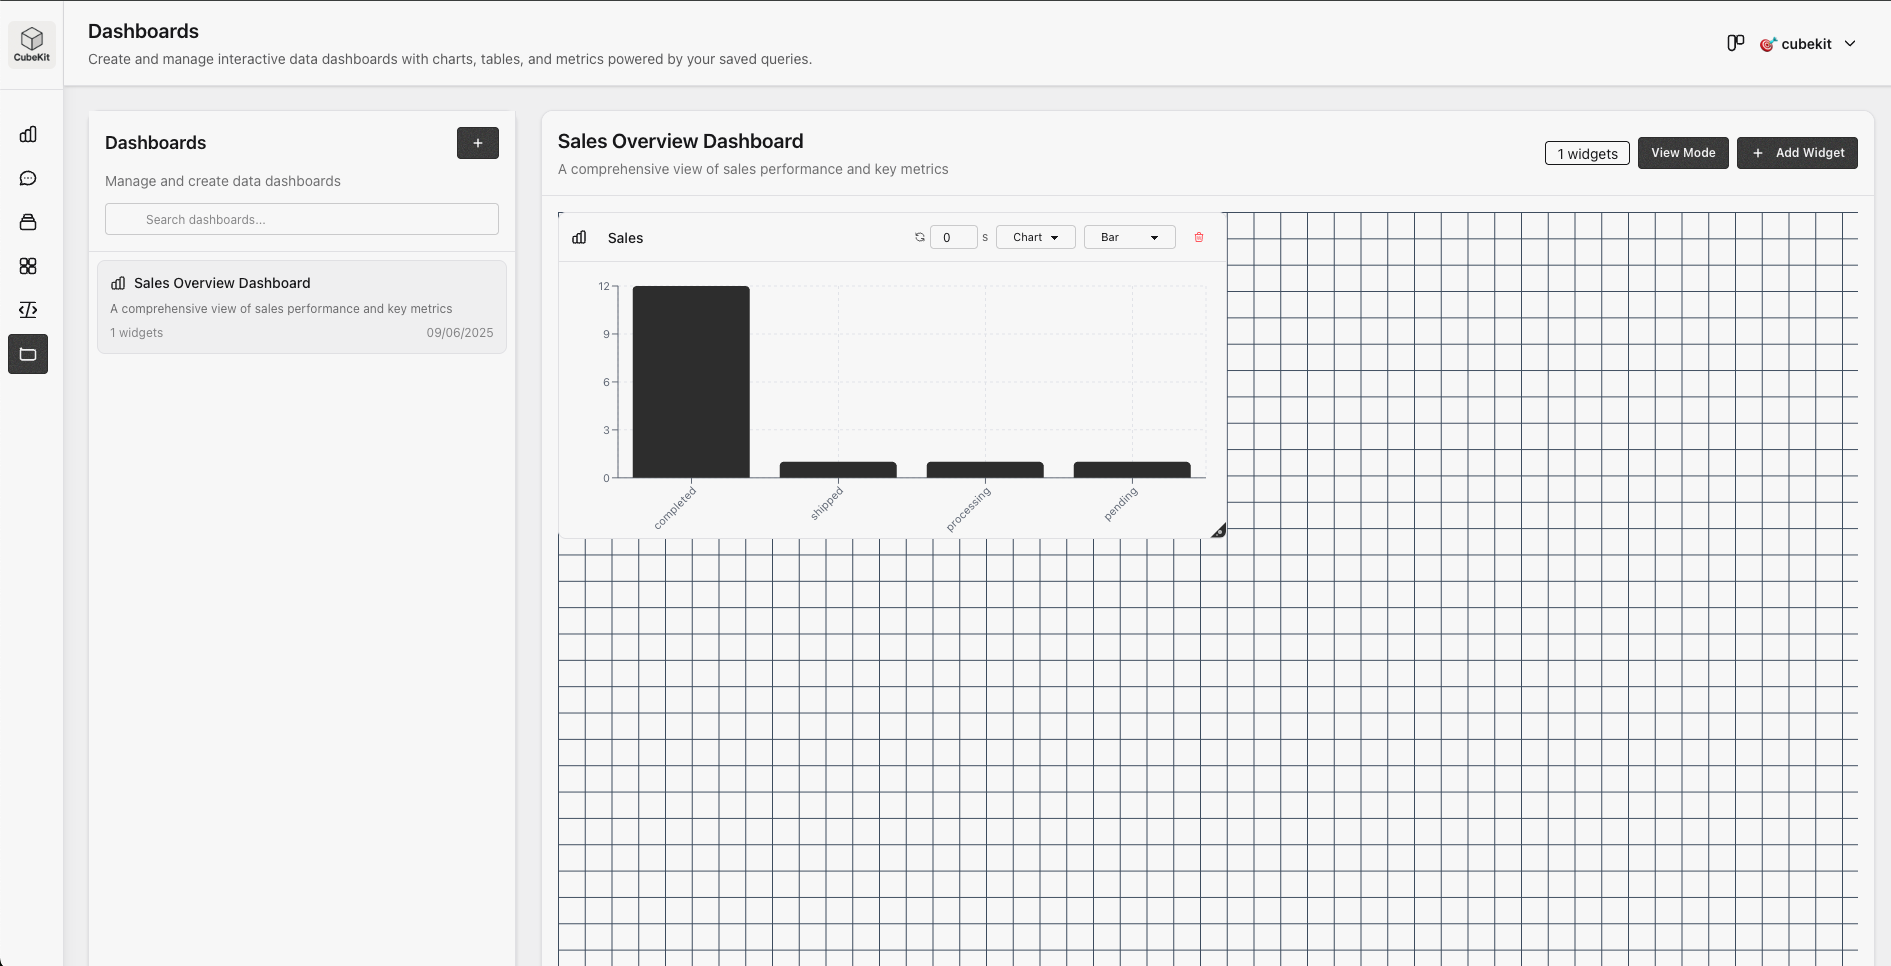 CubeKit
Dashboards
Create and manage interactive data dashboards with charts, tables, and metrics powered by your saved queries.
cubekit
Dashboards
+
Manage and create data dashboards
Search dashboards...
Sales Overview Dashboard
A comprehensive view of sales performance and key metrics
1 widgets
09/06/2025
Sales Overview Dashboard
A comprehensive view of sales performance and key metrics
1 widgets
View Mode
+ Add Widget
Sales
0
s
Chart
Bar
12
9
6
3
0
completed
shipped
processing
pending